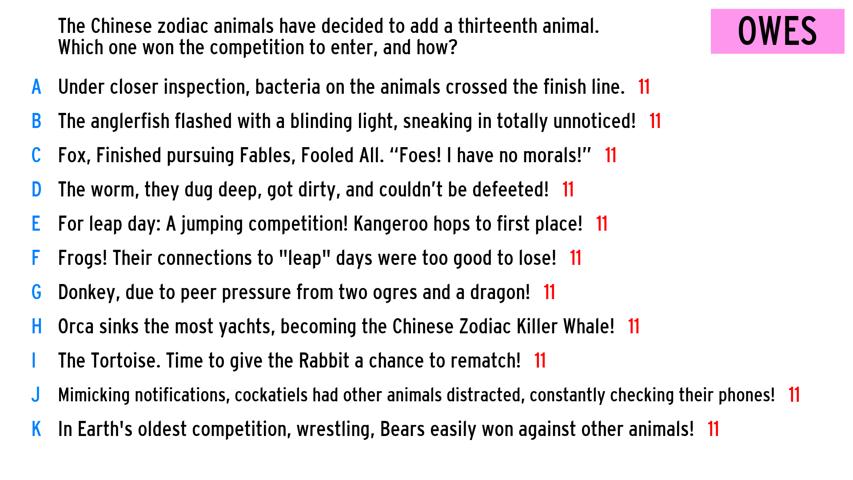 The Chinese zodiac animals have decided to add a thirteenth animal.
Which one won the competition to enter, and how?
OWES
A Under closer inspection, bacteria on the animals crossed the finish line. 11
B The anglerfish flashed with a blinding light, sneaking in totally unnoticed! 11
C Fox, Finished pursuing Fables, Fooled All. “Foes! I have no morals!” 11
D The worm, they dug deep, got dirty, and couldn’t be defeeted! 11
E For leap day: A jumping competition! Kangeroo hops to first place! 11
F Frogs! Their connections to "leap" days were too good to lose! 11
G Donkey, due to peer pressure from two ogres and a dragon! 11
H Orca sinks the most yachts, becoming the Chinese Zodiac Killer Whale! 11
I The Tortoise. Time to give the Rabbit a chance to rematch! 11
J Mimicking notifications, cockatiels had other animals distracted, constantly checking their phones! 11
K In Earth's oldest competition, wrestling, Bears easily won against other animals! 11